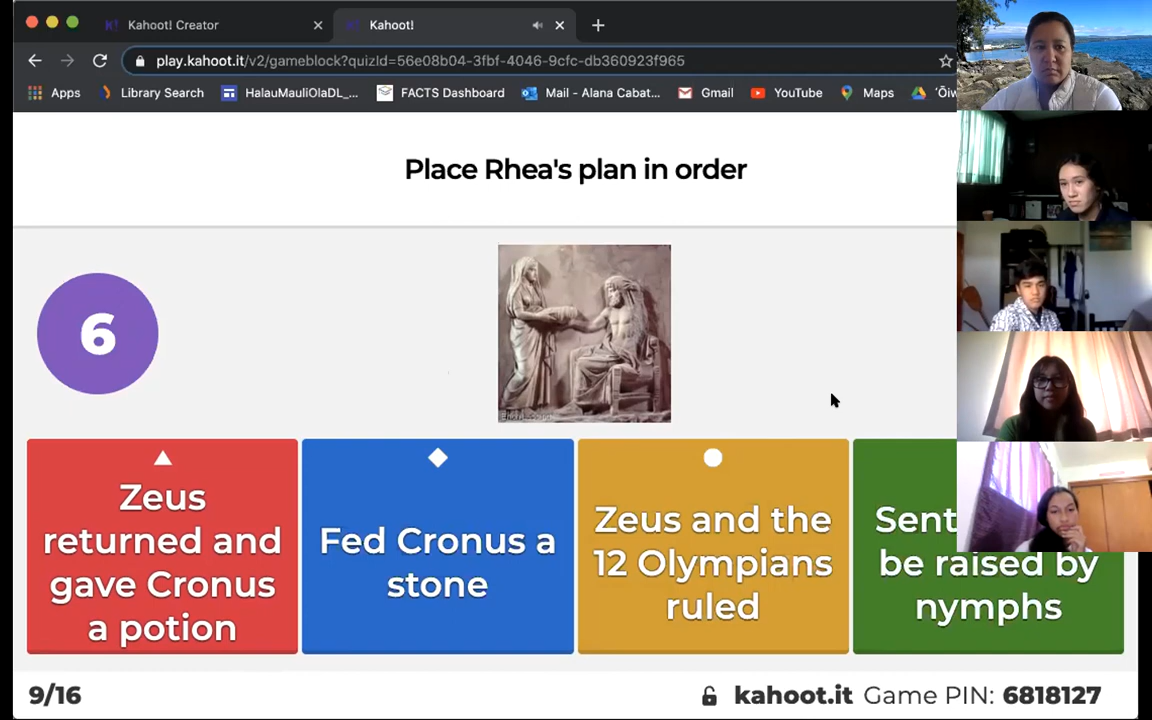 Kahoot! Creator
Kahoot!
play.kahoot.it/v2/gameblock?quizId=56e08b04-3fbf-4046-9cfc-db360923f965
Apps Library Search HalauMauliOlaDL_... FACTS Dashboard Mail - Alana Cabat... Gmail YouTube Maps ʻŌiw
Place Rhea's plan in order
6
Zeus
returned and
gave Cronus
a potion
Fed Cronus a
stone
Zeus and the
12 Olympians
ruled
Sent
be raised by
nymphs
9/16
kahoot.it Game PIN: 6818127